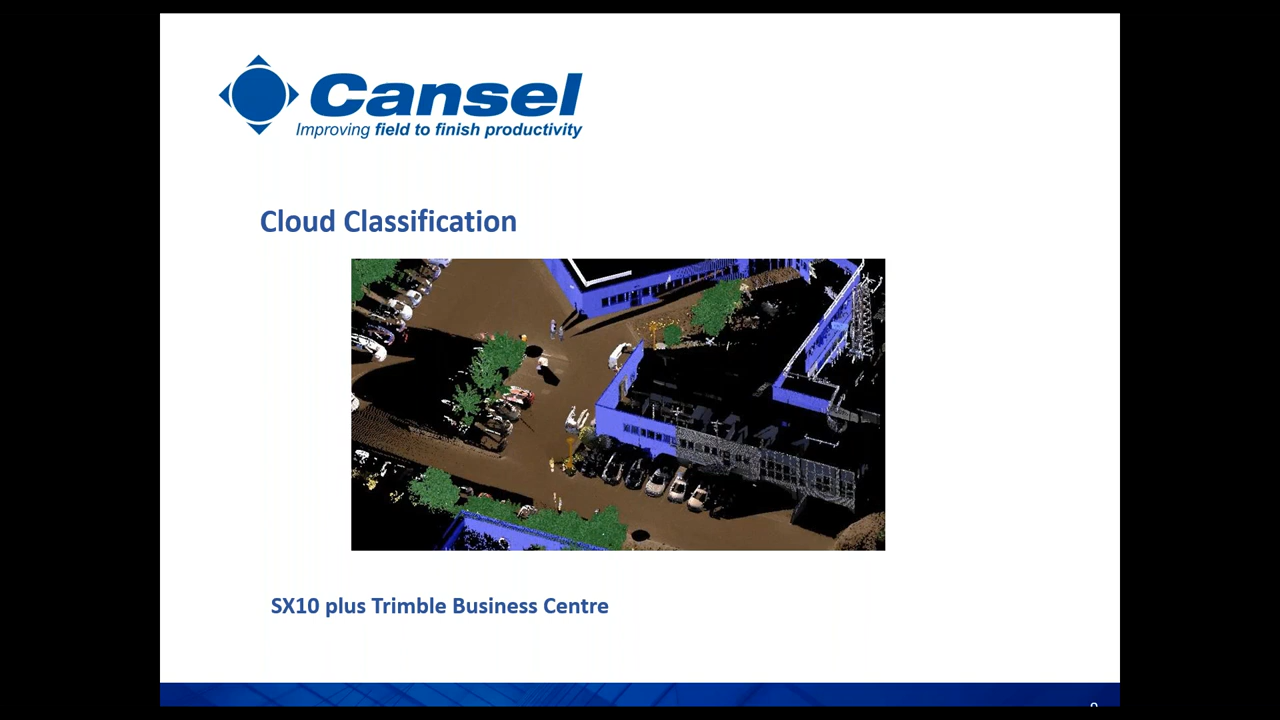 Cansel
Improving field to finish productivity
Cloud Classification
SX10 plus Trimble Business Centre